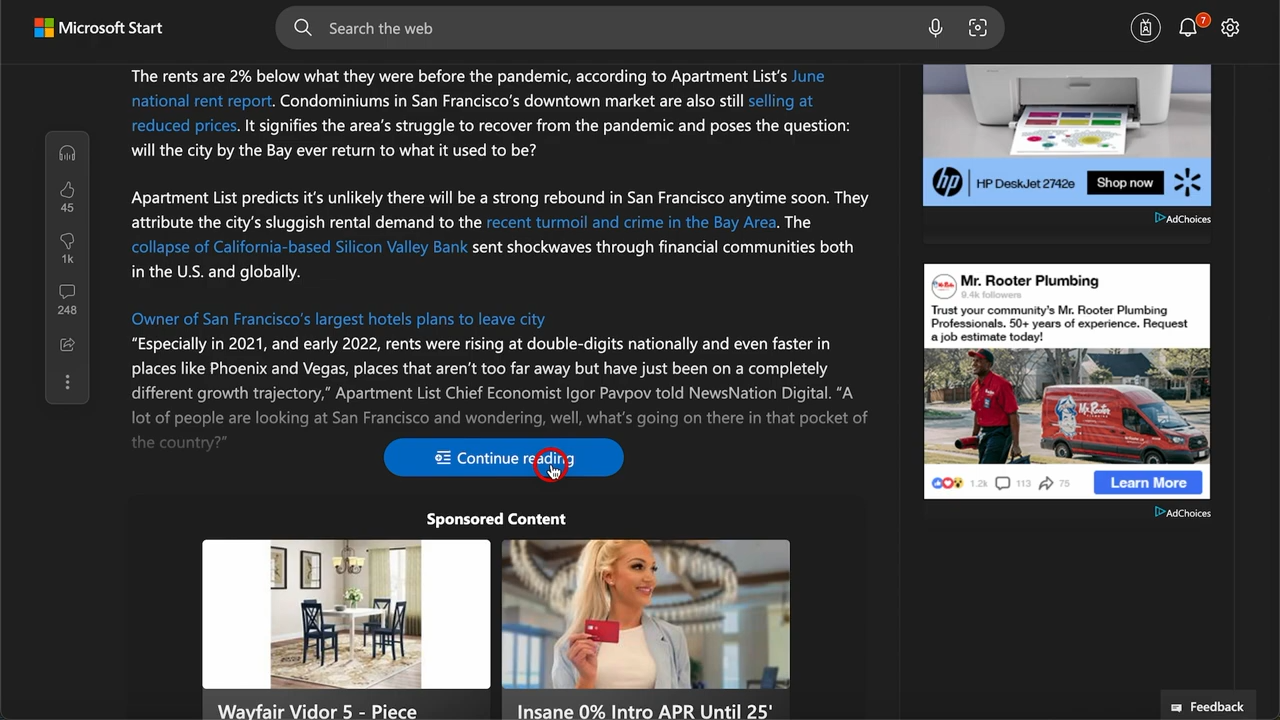 Microsoft Start
Search the web
7
The rents are 2% below what they were before the pandemic, according to Apartment List's June
national rent report. Condominiums in San Francisco's downtown market are also still selling at
reduced prices. It signifies the area's struggle to recover from the pandemic and poses the question:
will the city by the Bay ever return to what it used to be?
Apartment List predicts it's unlikely there will be a strong rebound in San Francisco anytime soon. They
attribute the city's sluggish rental demand to the recent turmoil and crime in the Bay Area. The
collapse of California-based Silicon Valley Bank sent shockwaves through financial communities both
in the U.S. and globally.
Owner of San Francisco's largest hotels plans to leave city
“Especially in 2021, and early 2022, rents were rising at double-digits nationally and even faster in
places like Phoenix and Vegas, places that aren't too far away but have just been on a completely
different growth trajectory,” Apartment List Chief Economist Igor Pavpov told NewsNation Digital. “A
lot of people are looking at San Francisco and wondering, well, what's going on there in that pocket of
the country?”
45
1k
248
Continue reading
Sponsored Content
Wayfair Vidor 5 - Piece
Insane 0% Intro APR Until 25'
hp
HP DeskJet 2742e
Shop now
AdChoices
Mr. Rooter Plumbing
9.4k followers
Trust your community's Mr. Rooter Plumbing
Professionals. 50+ years of experience. Request
a job estimate today!
Mr. Rooter
1.2k
113
75
Learn More
AdChoices
Feedback